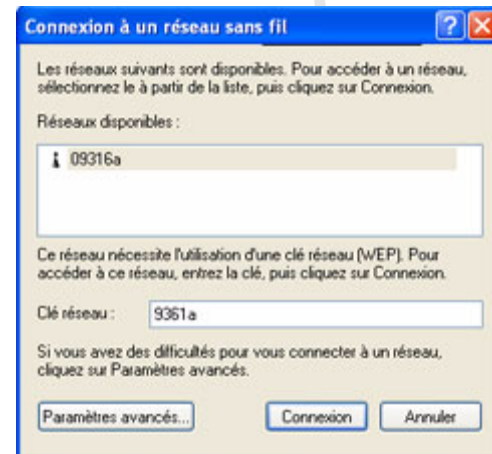 Connexion à un réseau sans fil
Les réseaux suivants sont disponibles. Pour accéder à un réseau,
sélectionnez le à partir de la liste, puis cliquez sur Connexion.
Réseaux disponibles :
09316a
Ce réseau nécessite l'utilisation d'une clé réseau (WEP). Pour
accéder à ce réseau, entrez la clé, puis cliquez sur Connexion.
Clé réseau : 9361a
Si vous avez des difficultés pour vous connecter à un réseau,
cliquez sur Paramètres avancés.
Paramètres avancés... Connexion Annuler